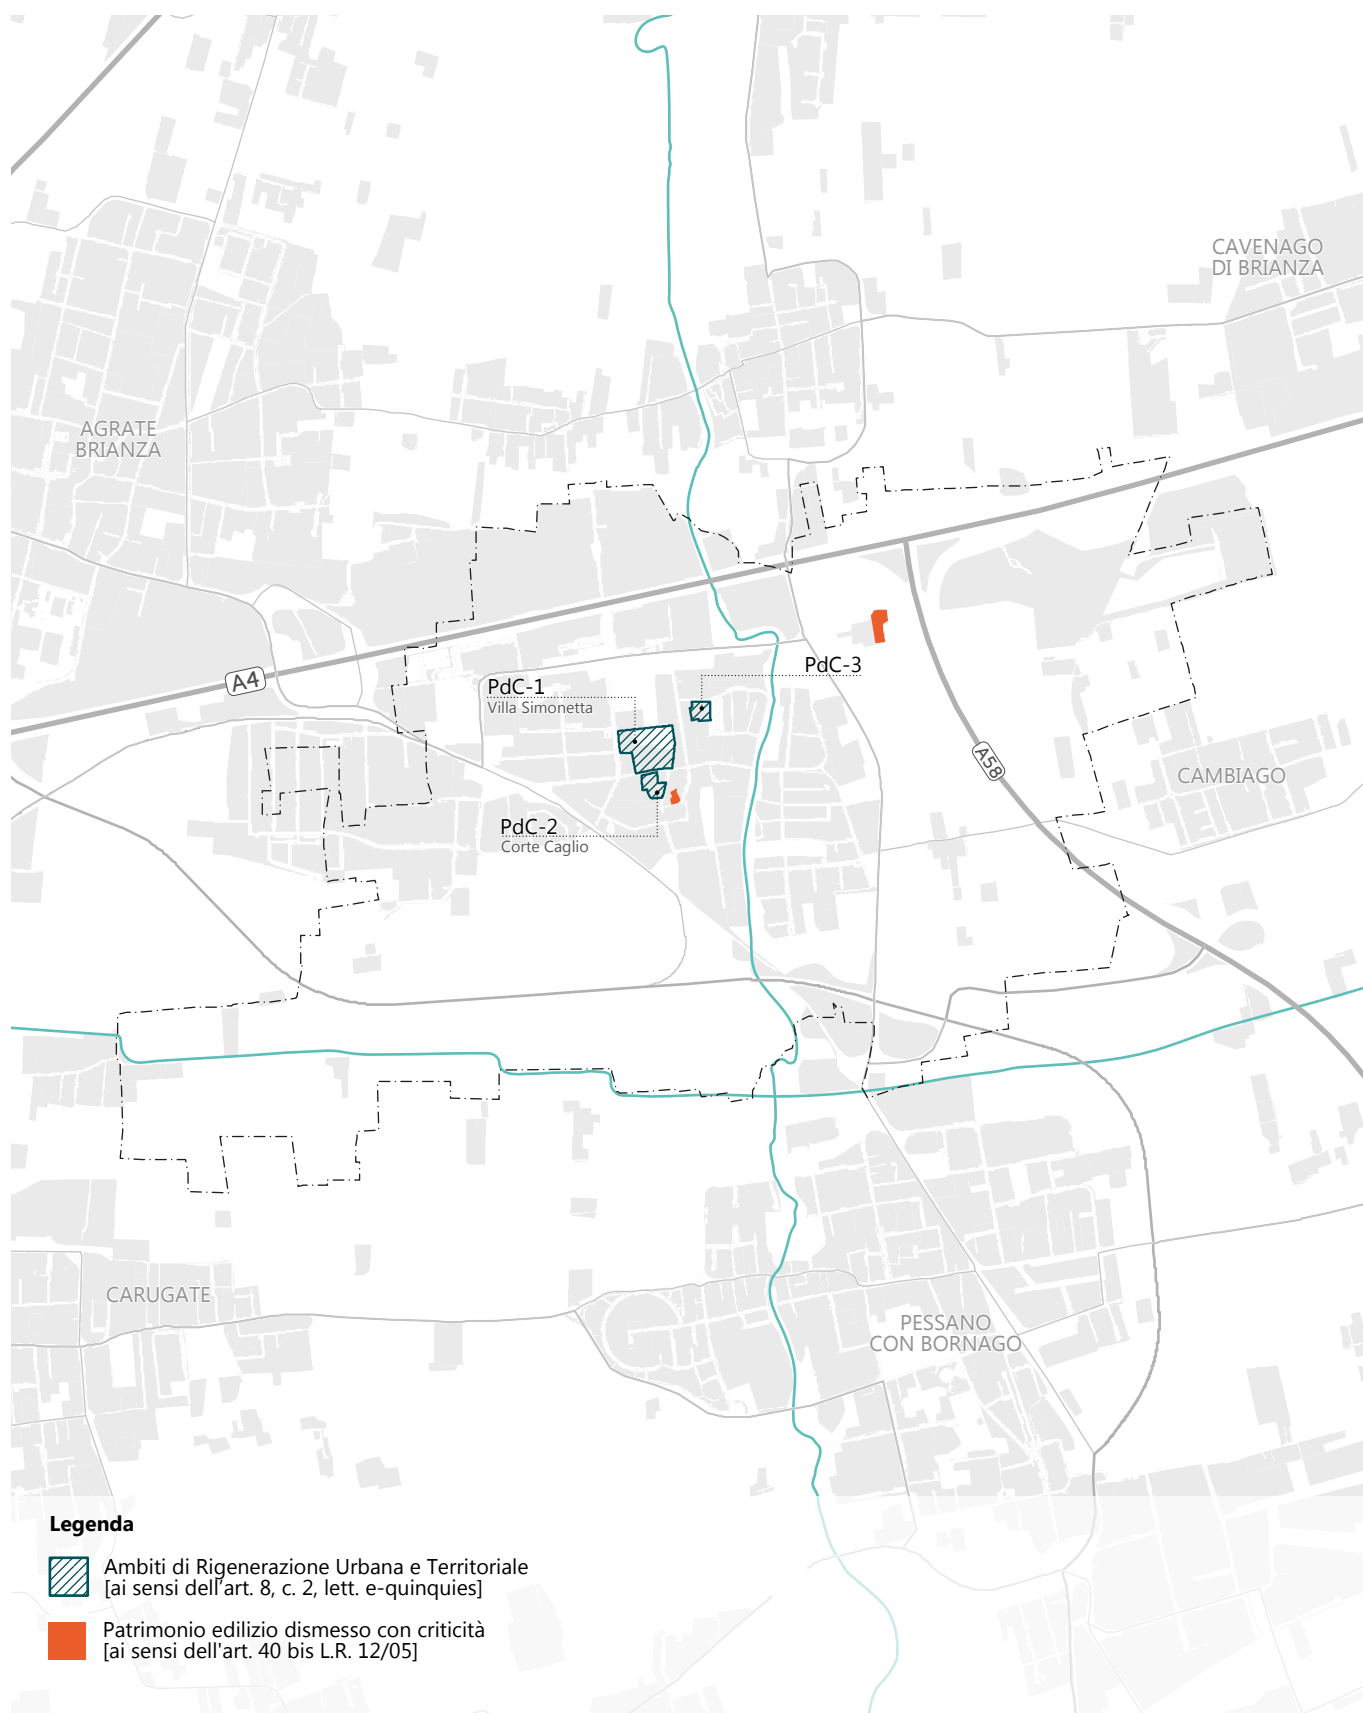 CAVENAGO
DI BRIANZA
AGRATE
BRIANZA
A4
PdC-3
PdC-1
Villa Simonetta
A58
CAMBIAGO
PdC-2
Corte Caglio
CARUGATE
PESSANO
CON BORNAGO
Legenda
Ambiti di Rigenerazione Urbana e Territoriale
[ai sensi dell'art. 8, c. 2, lett. e-quinquies]
Patrimonio edilizio dismesso con criticità
[ai sensi dell'art. 40 bis L.R. 12/05]